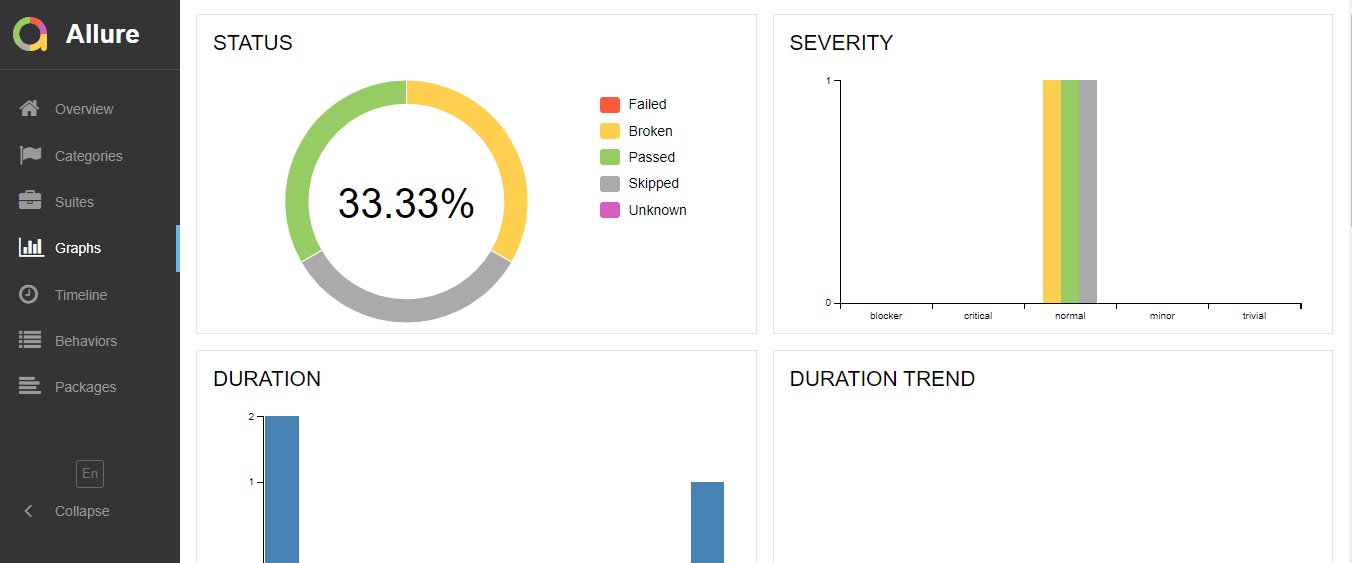 Allure
Overview
Categories
Suites
Graphs
Timeline
Behaviors
Packages
En
Collapse
STATUS
33.33%
Failed
Broken
Passed
Skipped
Unknown
SEVERITY
1
0
blocker critical normal minor trivial
DURATION
2
1
DURATION TREND